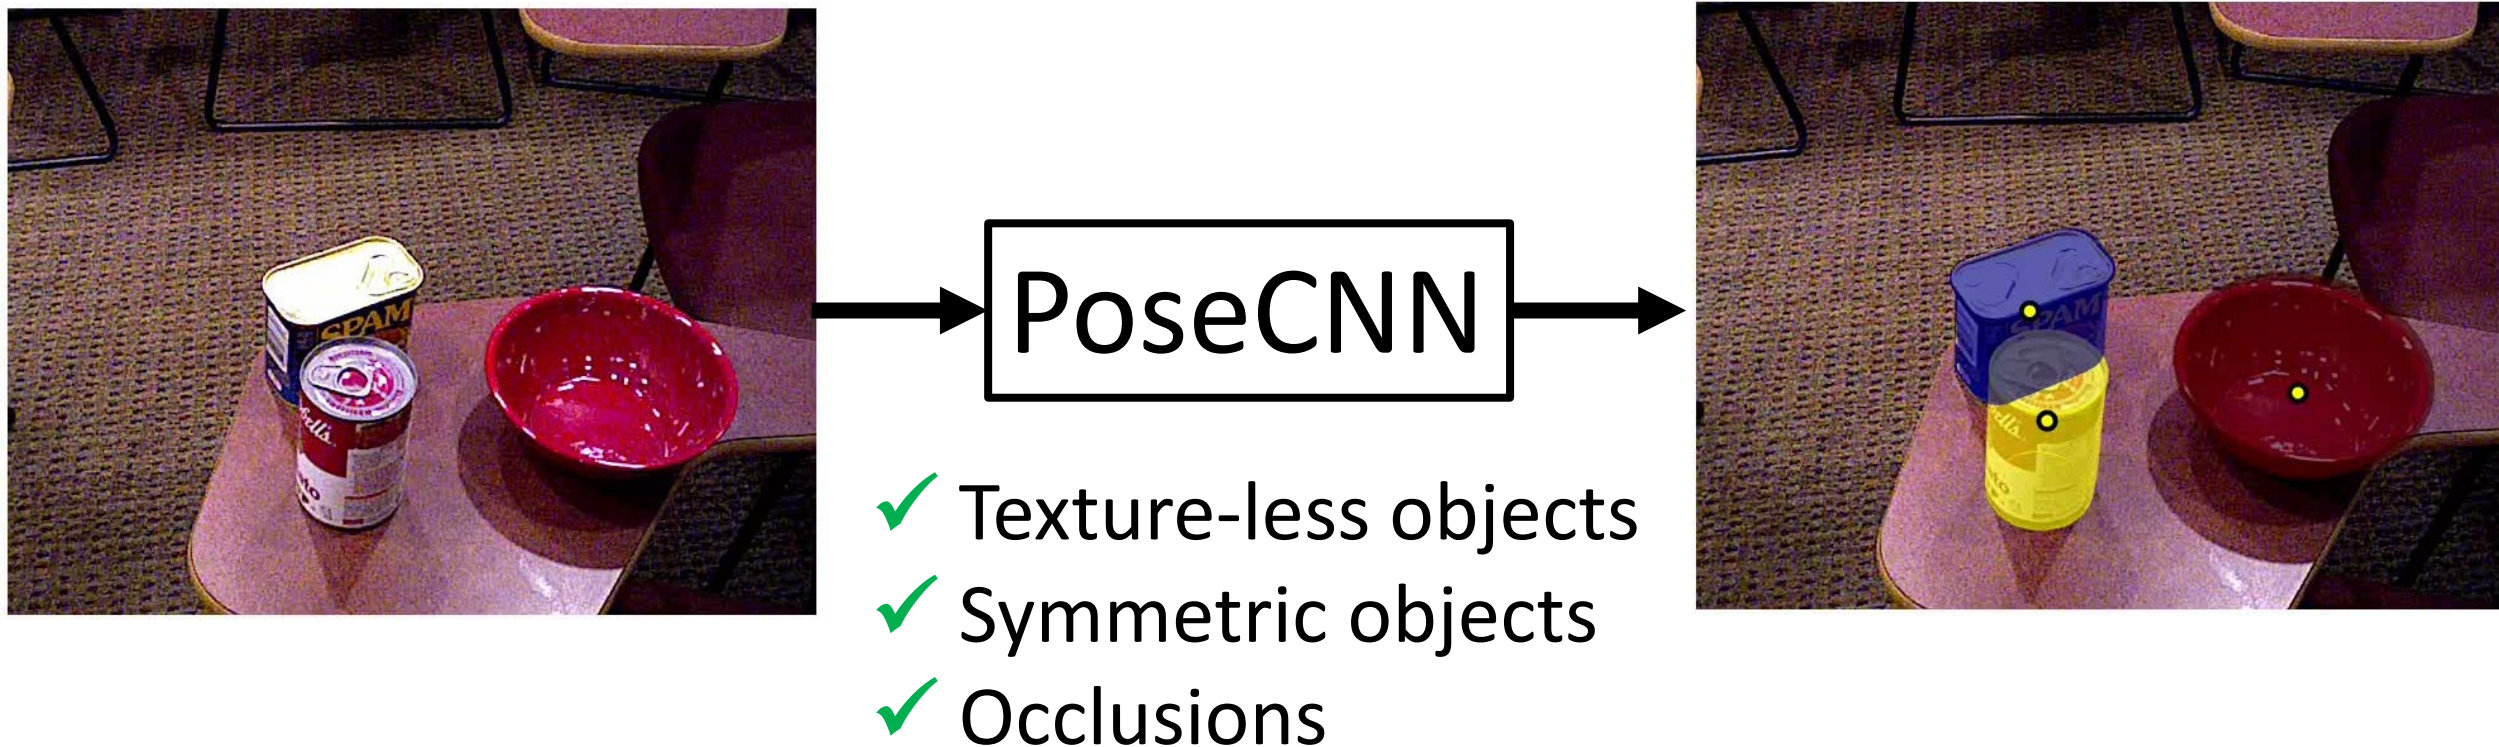 SPAM
PoseCNN
SPAM
Texture-less objects
Symmetric objects
Occlusions